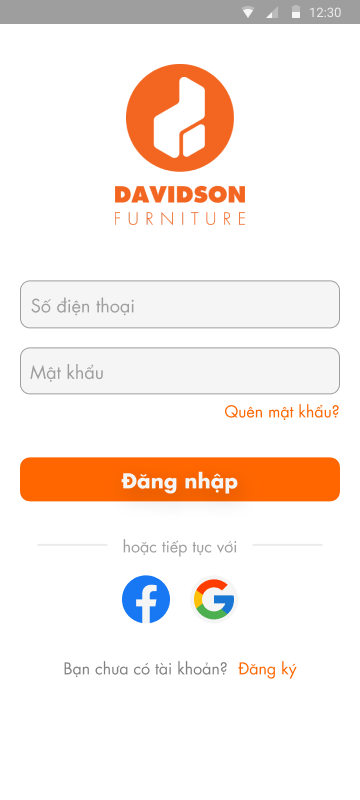 12:30
DAVIDSON
FURNITURE
Số điện thoại
Mật khẩu
Quên mật khẩu?
Đăng nhập
hoặc tiếp tục với
Bạn chưa có tài khoản? Đăng ký